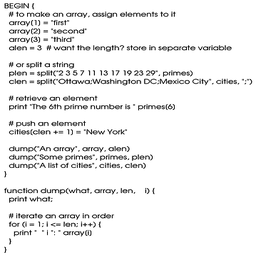 BEGIN {
# to make an array, assign elements to it
array[1] = "first"
array[2] = "second"
array[3] = "third"
alen = 3 # want the length? store in separate variable
# or split a string
plen = split("2 3 5 7 11 13 17 19 23 29", primes)
clen = split("Ottawa;Washington DC;Mexico City", cities, ";")
# retrieve an element
print "The 6th prime number is " primes[6]
# push an element
cities[clen += 1] = "New York"
dump("An array", array, alen)
dump("Some primes", primes, plen)
dump("A list of cities", cities, clen)
}
function dump(what, array, len, i) {
print what;
# iterate an array in order
for (i = 1; i <= len; i++) {
print " " i ": " array[i]
}
}